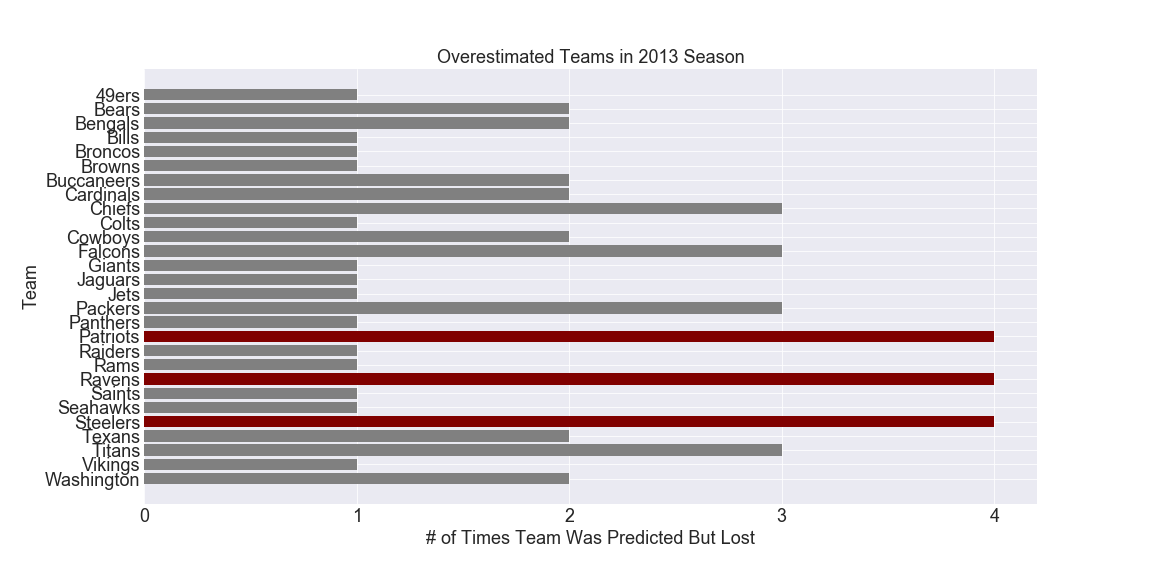 Overestimated Teams in 2013 Season
Team
49ers
Bears
Bengals
Bills
Broncos
Browns
Buccaneers
Cardinals
Chiefs
Colts
Cowboys
Falcons
Giants
Jaguars
Jets
Packers
Panthers
Patriots
Raiders
Rams
Ravens
Saints
Seahawks
Steelers
Texans
Titans
Vikings
Washington
0 1 2 3 4
# of Times Team Was Predicted But Lost